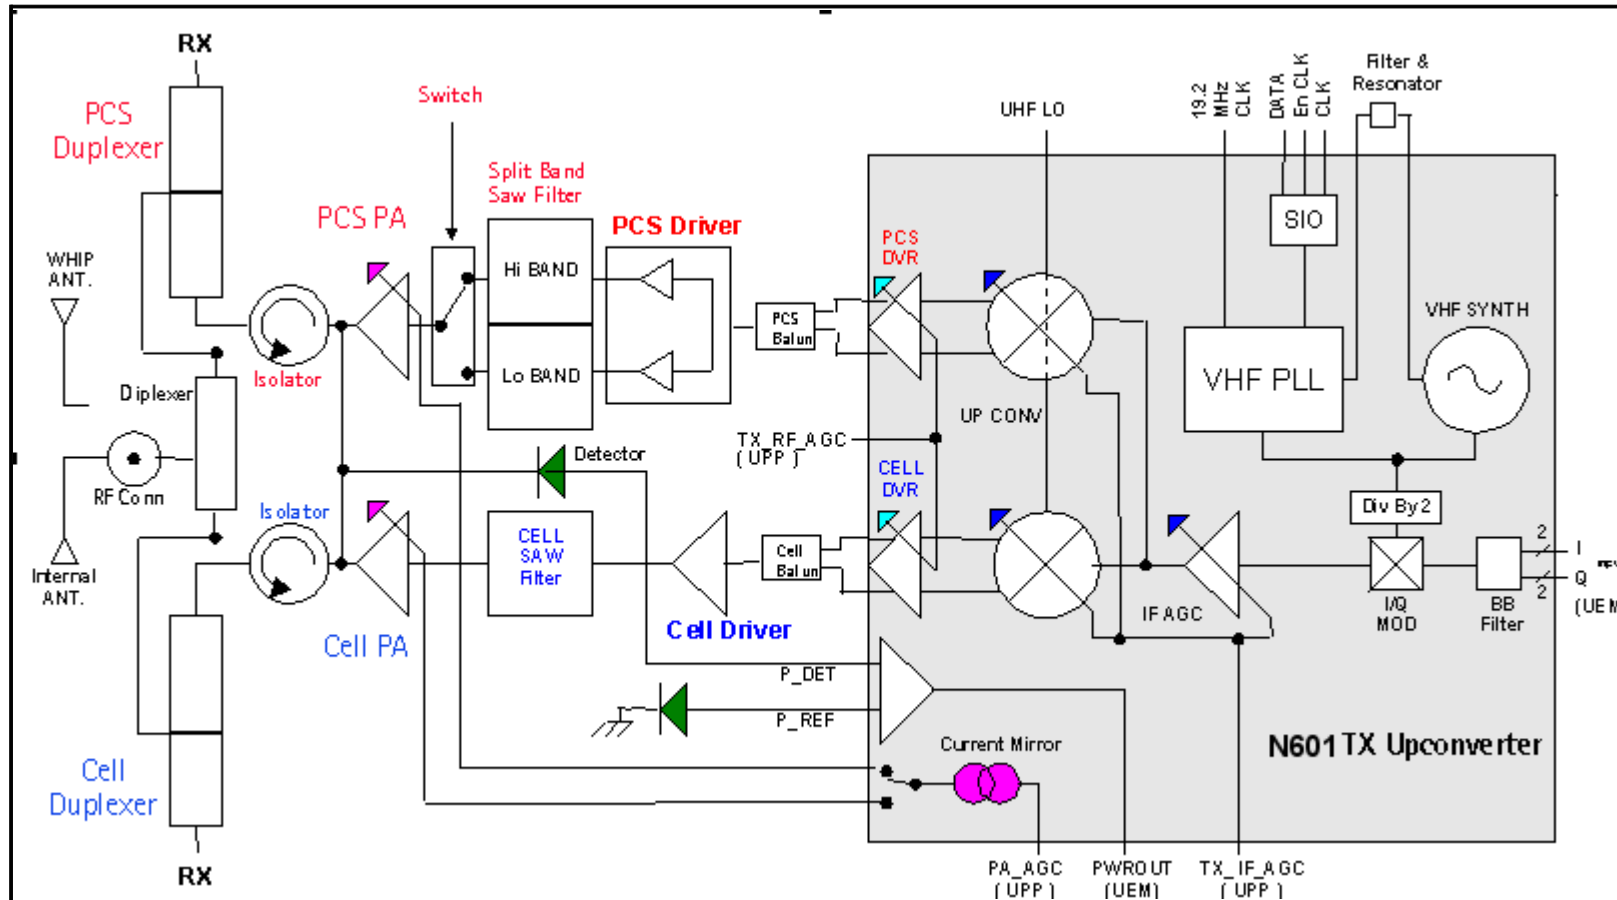 RX
PCS
Duplexer
Switch
Split Band
Saw Filter
PCS PA
PCS Driver
Hi BAND
Lo BAND
WHIP
ANT.
Isolator
Diplexer
RF Conn
Internal
ANT.
Isolator
Detector
CELL
SAW
Filter
Cell PA
Cell Driver
Cell
Duplexer
RX
UHF LO
PCS
DVR
PCS
Balun
UP CONV
TX_RF_AGC
( UPP )
CELL
DVR
Cell
Balun
IF AGC
P_DET
P_REF
Current Mirror
19.2
MHz
CLK
DATA
En CLK
CLK
Filter &
Resonator
SIO
VHF PLL
VHF SYNTH
Div By 2
I/Q
MOD
BB
Filter
2
I
Q
2
(UEM
N601 TX Upconverter
PA_AGC
( UPP )
PWROUT
(UEM)
TX_IF_AGC
( UPP )